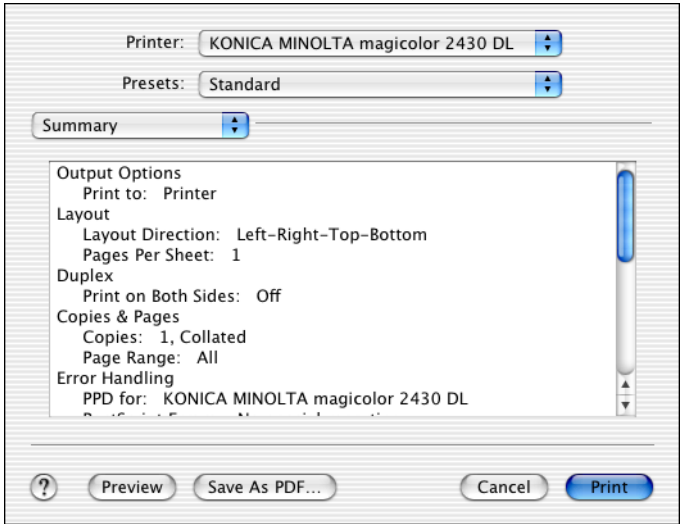 Printer: KONICA MINOLTA magicolor 2430 DL
Presets: Standard
Summary
Output Options
Print to: Printer
Layout
Layout Direction: Left-Right-Top-Bottom
Pages Per Sheet: 1
Duplex
Print on Both Sides: Off
Copies & Pages
Copies: 1, Collated
Page Range: All
Error Handling
PPD for: KONICA MINOLTA magicolor 2430 DL
? Preview Save As PDF... Cancel Print